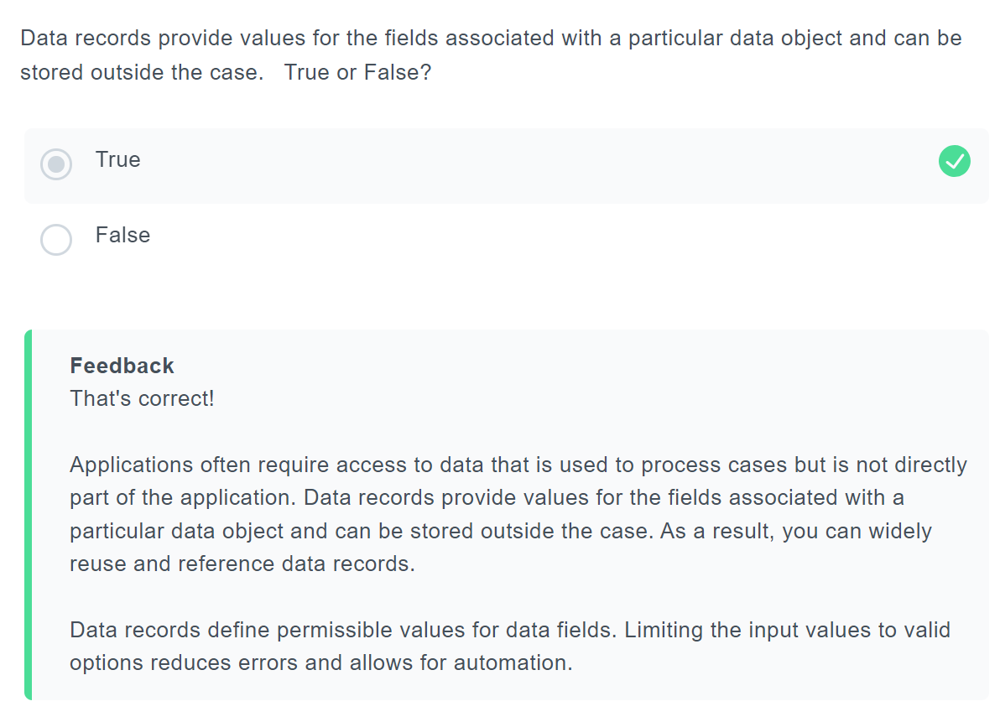 Data records provide values for the fields associated with a particular data object and can be
stored outside the case.   True or False?
True
False
Feedback
That's correct!
Applications often require access to data that is used to process cases but is not directly
part of the application. Data records provide values for the fields associated with a
particular data object and can be stored outside the case. As a result, you can widely
reuse and reference data records.
Data records define permissible values for data fields. Limiting the input values to valid
options reduces errors and allows for automation.